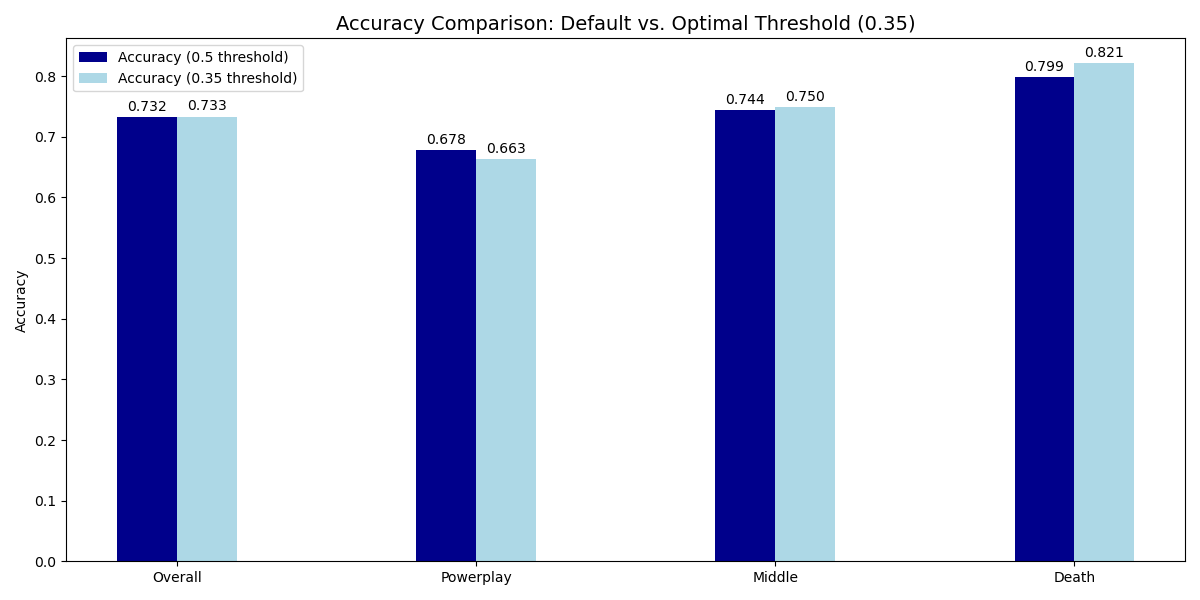 Accuracy Comparison: Default vs. Optimal Threshold (0.35)
Accuracy (0.5 threshold)
Accuracy (0.35 threshold)
Accuracy
0.8
0.7
0.6
0.5
0.4
0.3
0.2
0.1
0.0
0.732
0.733
0.678
0.663
0.744
0.750
0.799
0.821
Overall
Powerplay
Middle
Death